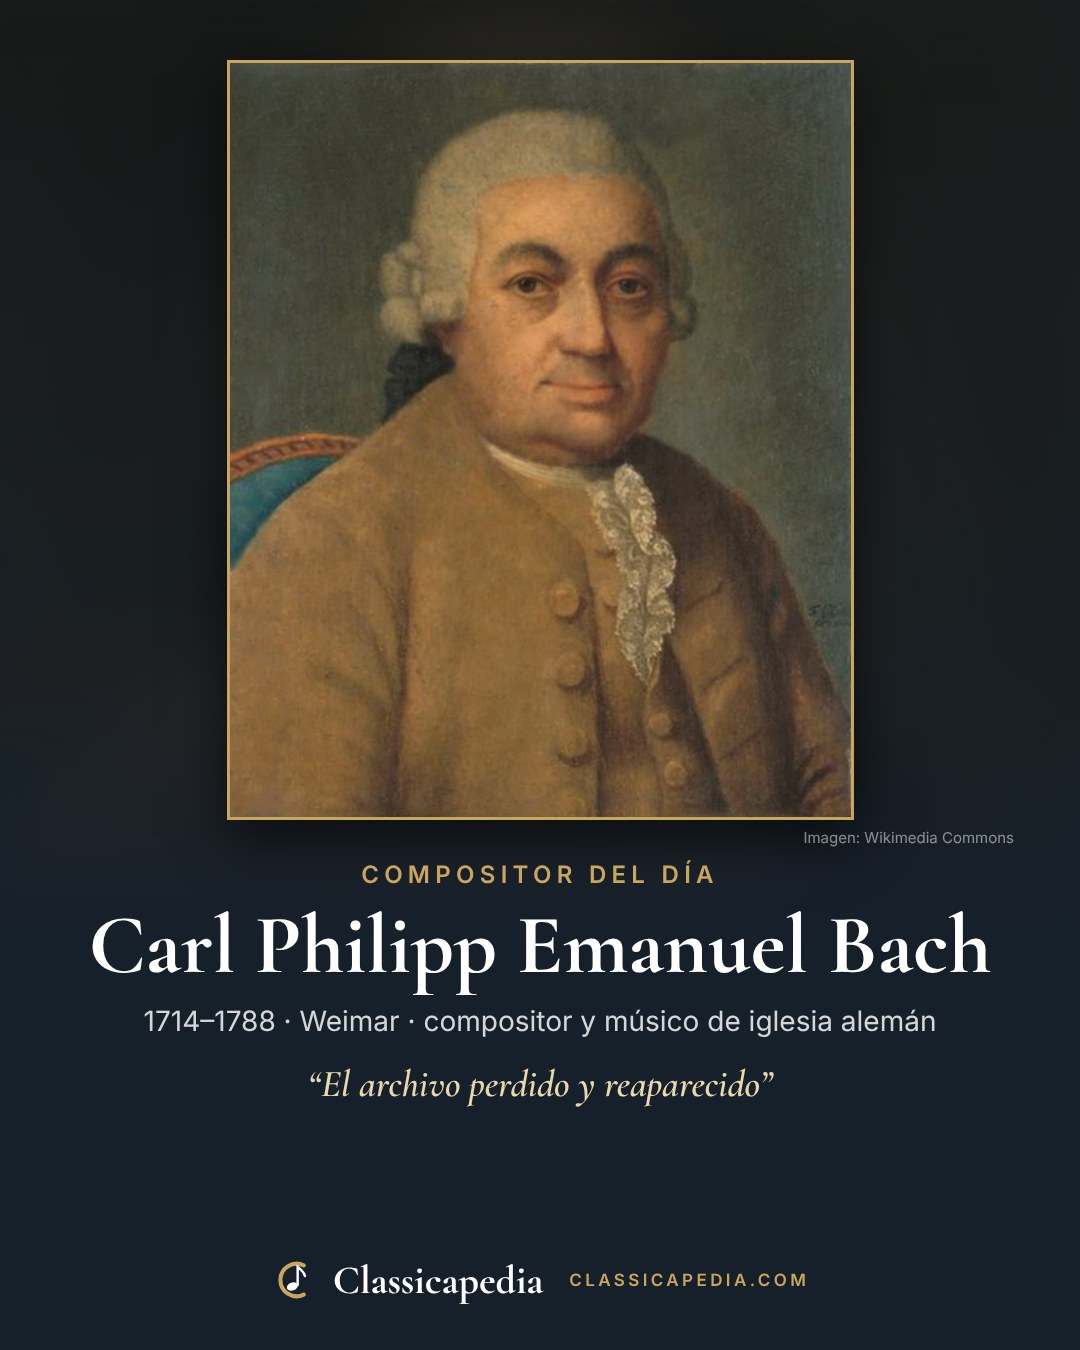 Imagen: Wikimedia Commons
COMPOSITOR DEL DÍA
Carl Philipp Emanuel Bach
1714–1788 · Weimar · compositor y músico de iglesia alemán
“El archivo perdido y reaparecido”
Classicapedia CLASSICAPEDIA.COM